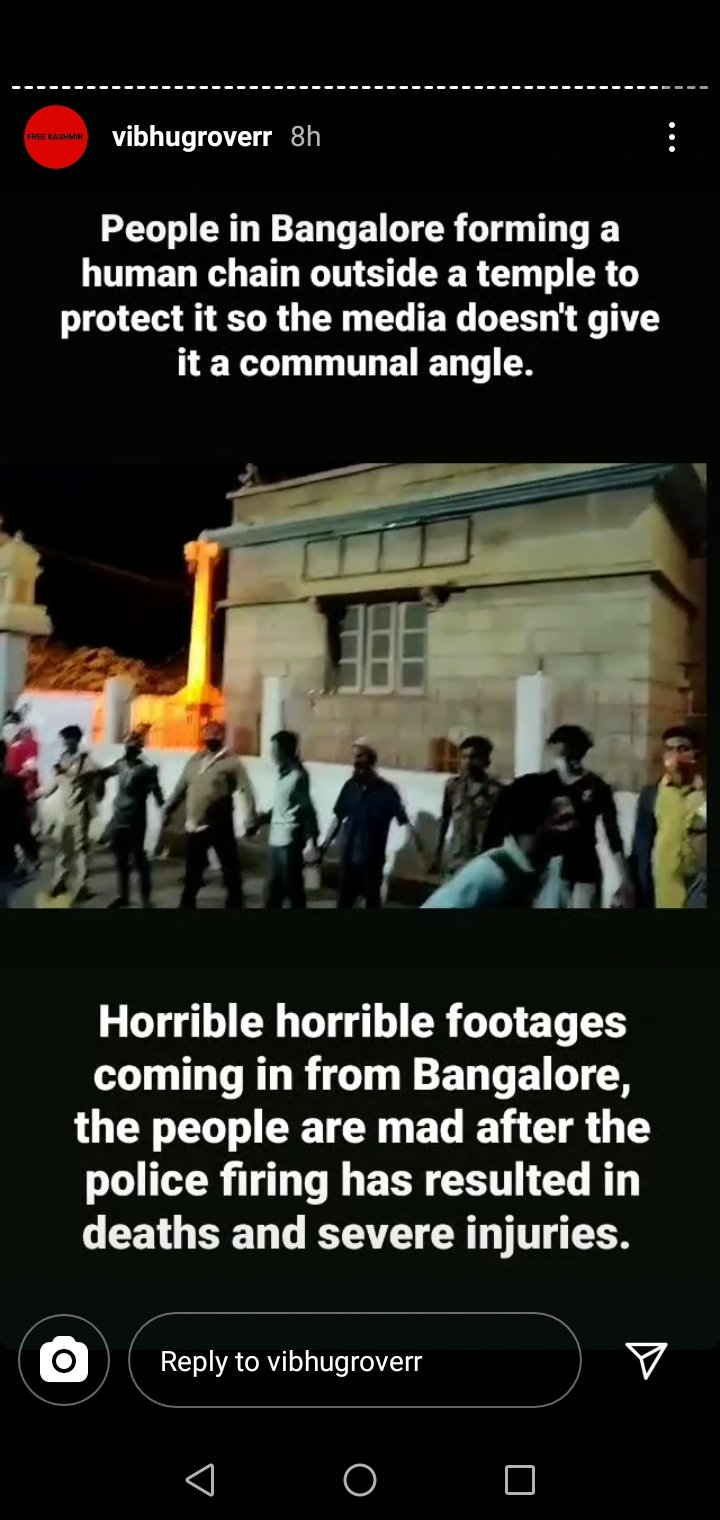 FREE KASHMIR
vibhugroverr 8h
People in Bangalore forming a
human chain outside a temple to
protect it so the media doesn't give
it a communal angle.
Horrible horrible footages
coming in from Bangalore,
the people are mad after the
police firing has resulted in
deaths and severe injuries.
Reply to vibhugroverr